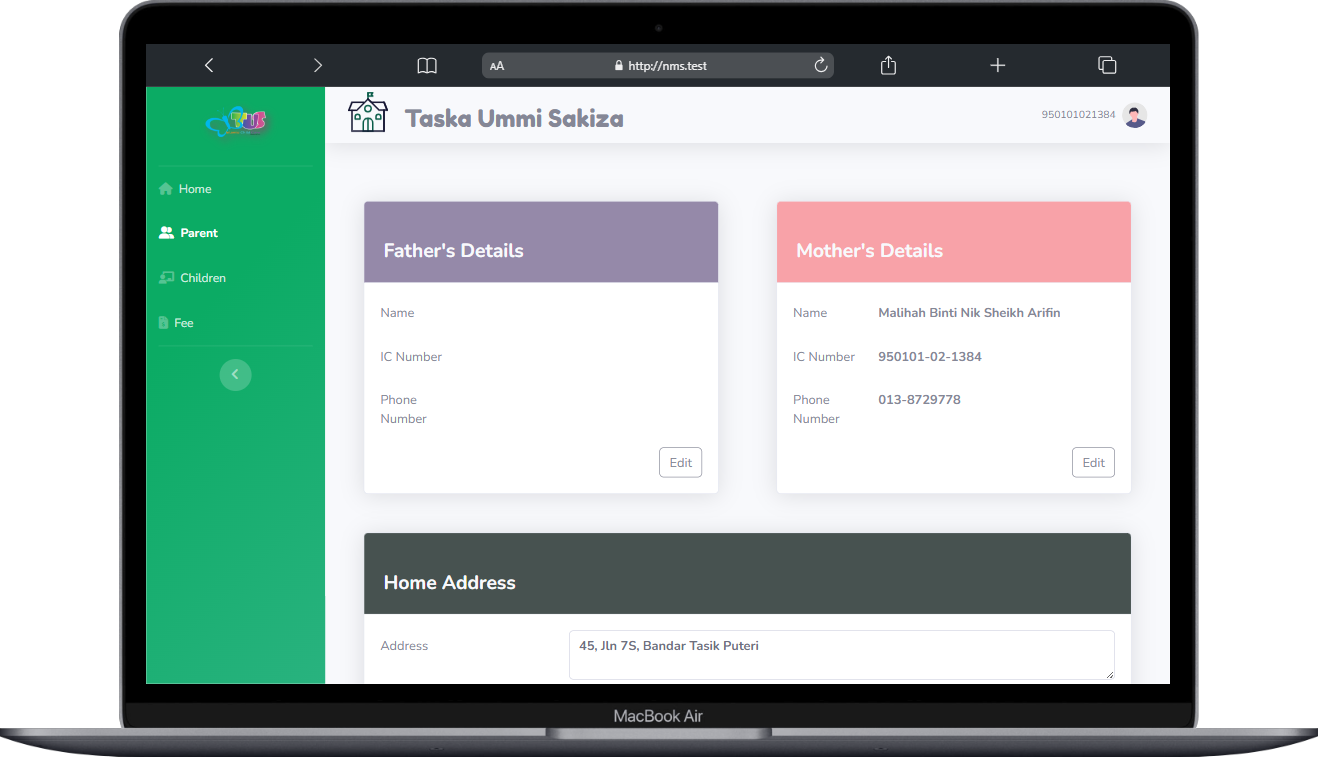 AA
http://nms.test
Taska Ummi Sakiza
950101021384
Home
Parent
Children
Fee
Father's Details
Name
IC Number
Phone
Number
Edit
Mother's Details
Name Malihah Binti Nik Sheikh Arifin
IC Number 950101-02-1384
Phone 013-8729778
Number
Edit
Home Address
Address 45, Jln 7S, Bandar Tasik Puteri
MacBook Air